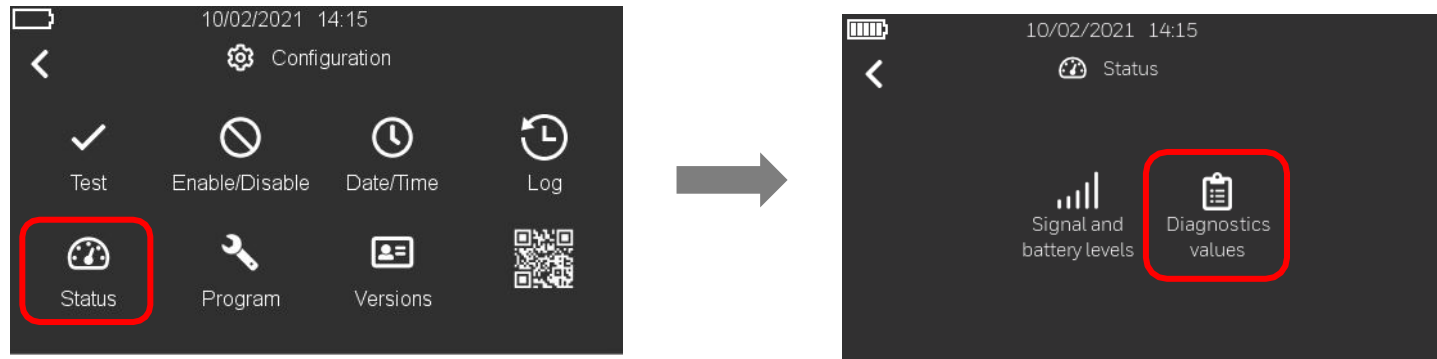 10/02/2021 14:15
Configuration
Test Enable/Disable Date/Time Log
Status Program Versions
10/02/2021 14:15
Status
Signal and battery levels
Diagnostics values